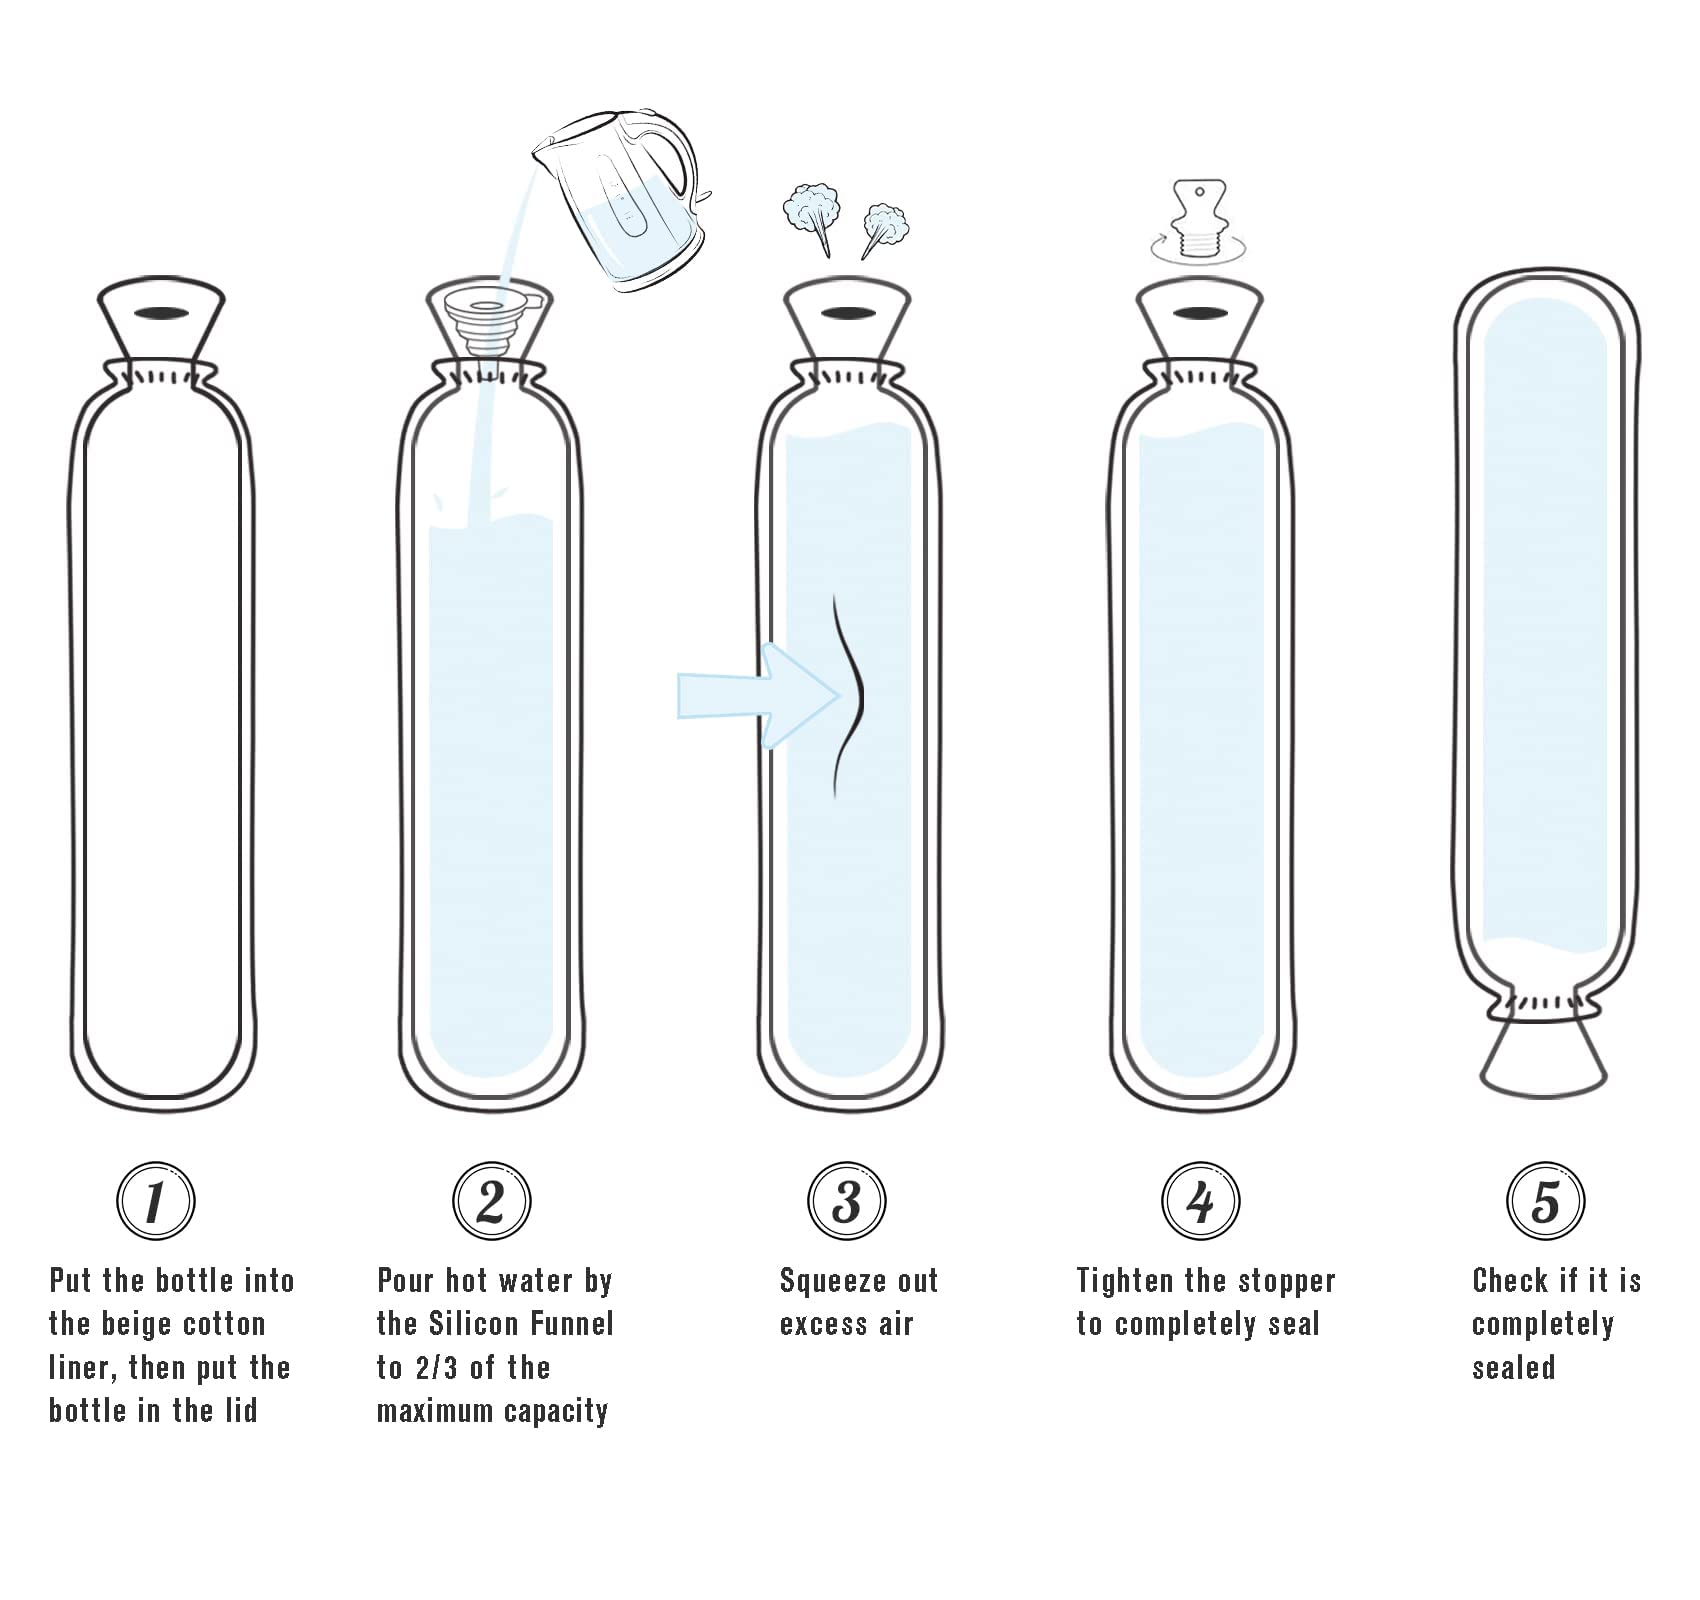 1
Put the bottle into
the beige cotton
liner, then put the
bottle in the lid
2
Pour hot water by
the Silicon Funnel
to 2/3 of the
maximum capacity
3
Squeeze out
excess air
4
Tighten the stopper
to completely seal
5
Check if it is
completely
sealed